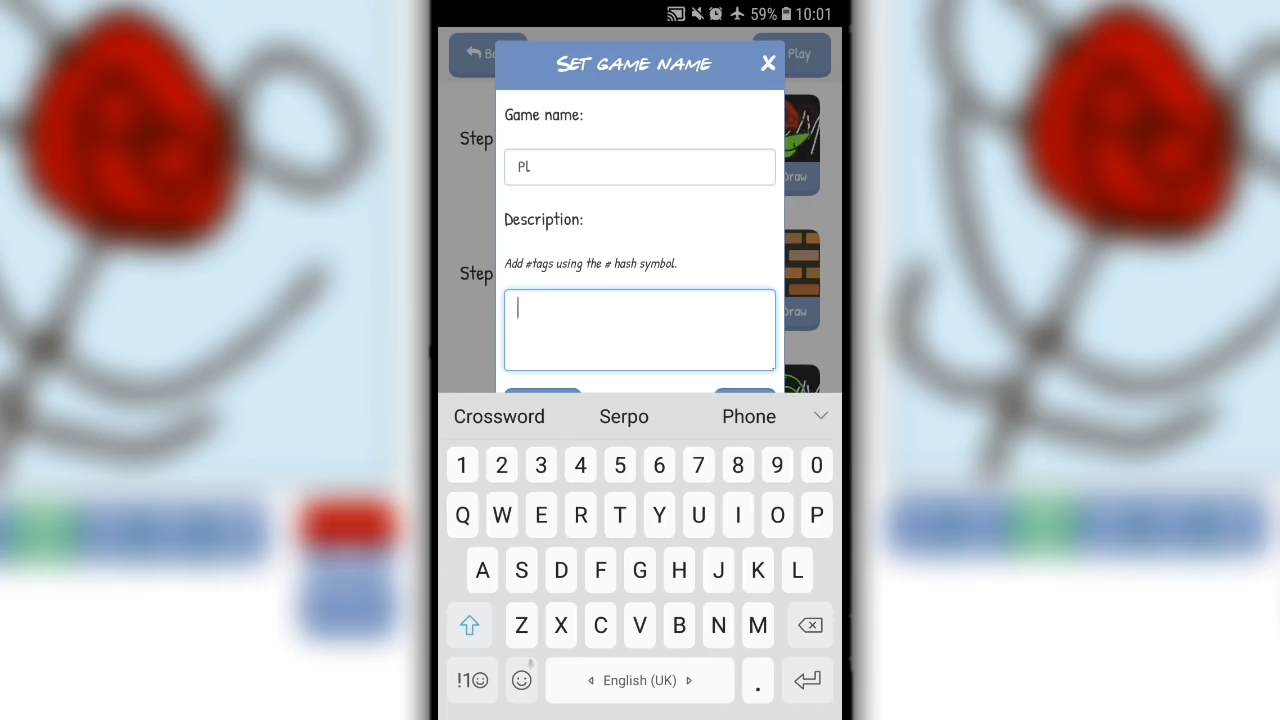 59% 10:01
Play
SET GAME NAME X
Game name:
Step
Pl
Draw
Description:
Add #tags using the # hash symbol.
Step
Draw
Crossword Serpo Phone
1 2 3 4 5 6 7 8 9 0
Q W E R T Y U I O P
A S D F G H J K L
Z X C V B N M
!1☺ English (UK) .